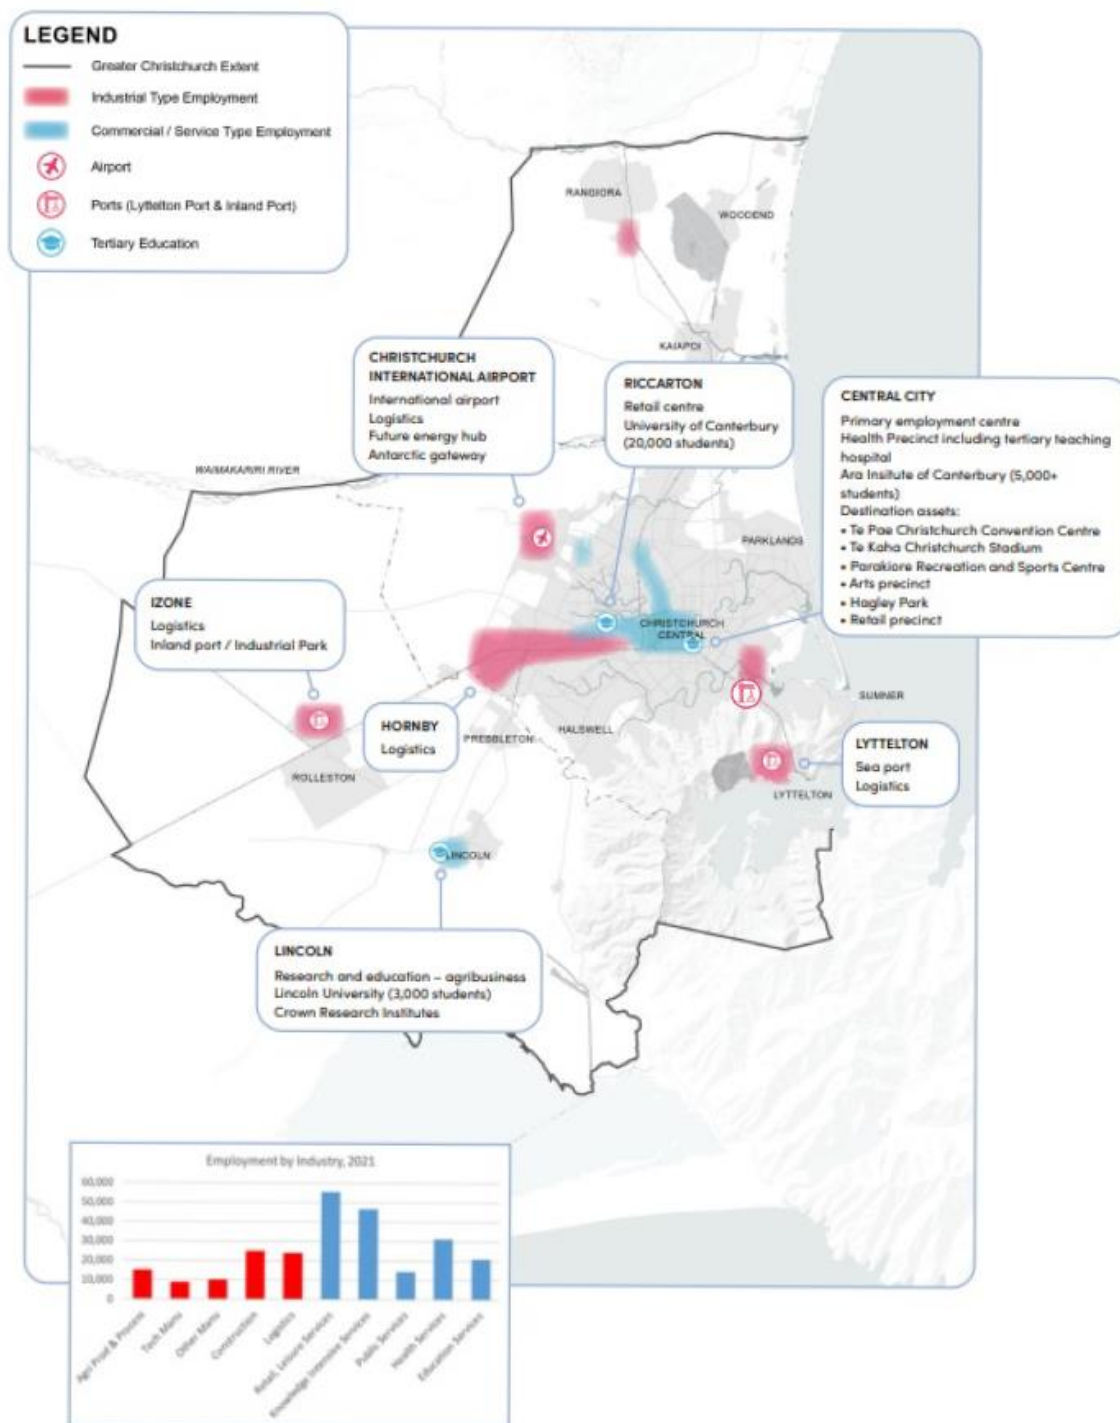 LEGEND
Greater Christchurch Extent
Industrial Type Employment
Commercial / Service Type Employment
Airport
Ports (Lyttelton Port & Inland Port)
Tertiary Education
RANGIORA
WOODEND
KAIAPOI
CHRISTCHURCH
INTERNATIONAL AIRPORT
International airport
Logistics
Future energy hub
Antarctic gateway
RICCARTON
Retail centre
University of Canterbury
(20,000 students)
CENTRAL CITY
Primary employment centre
Health Precinct including tertiary teaching
hospital
Ara Insitute of Canterbury (5,000+
students)
Destination assets:
• Te Pae Christchurch Convention Centre
• Te Kaha Christchurch Stadium
• Parakiore Recreation and Sports Centre
• Arts precinct
• Hagley Park
• Retail precinct
WAIMAKARIRI RIVER
PARKLANDS
IZONE
Logistics
Inland port / Industrial Park
CHRISTCHURCH
CENTRAL
SUMNER
HORNBY
Logistics
PREBBLETON
HALSWELL
LYTTELTON
Sea port
Logistics
ROLLESTON
LYTTELTON
LINCOLN
LINCOLN
Research and education – agribusiness
Lincoln University (3,000 students)
Crown Research Institutes
Employment by Industry, 2021
60,000
50,000
40,000
30,000
20,000
10,000
0
Agri Prod & Process
Tech Manu
Other Manu
Construction
Logistics
Retail, Leisure Services
Knowledge Intensive Services
Public Services
Health Services
Education Services